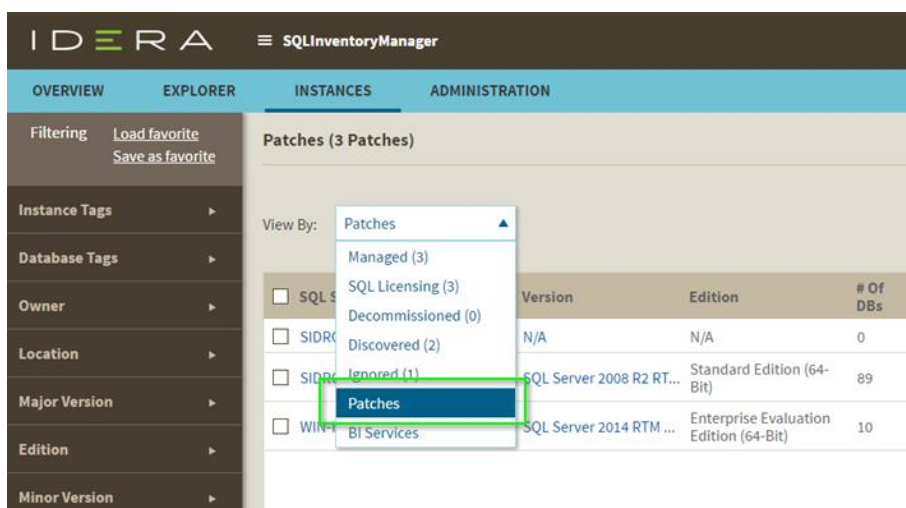 IDERA
≡ SQLInventoryManager
OVERVIEW EXPLORER INSTANCES ADMINISTRATION
Filtering Load favorite
Save as favorite
Instance Tags
Database Tags
Owner
Location
Major Version
Edition
Minor Version
Patches (3 Patches)
View By: Patches
Managed (3)
SQL Licensing (3)
Decommissioned (0)
Discovered (2)
Ignored (1)
Patches
BI Services
SQL Version Edition # Of
DBs
N/A N/A 0
SQL Server 2008 R2 RT... Standard Edition (64-
Bit) 89
SQL Server 2014 RTM ... Enterprise Evaluation
Edition (64-Bit) 10